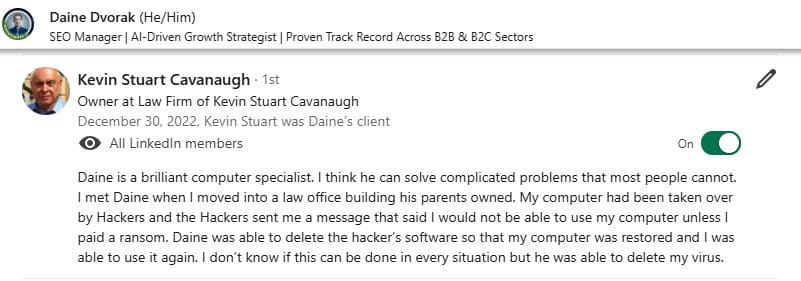 Daine Dvorak (He/Him)
SEO Manager | AI-Driven Growth Strategist | Proven Track Record Across B2B & B2C Sectors
Kevin Stuart Cavanaugh · 1st
Owner at Law Firm of Kevin Stuart Cavanaugh
December 30, 2022, Kevin Stuart was Daine's client
All LinkedIn members
On
Daine is a brilliant computer specialist. I think he can solve complicated problems that most people cannot.
I met Daine when I moved into a law office building his parents owned. My computer had been taken over
by Hackers and the Hackers sent me a message that said I would not be able to use my computer unless I
paid a ransom. Daine was able to delete the hacker's software so that my computer was restored and I was
able to use it again. I don't know if this can be done in every situation but he was able to delete my virus.